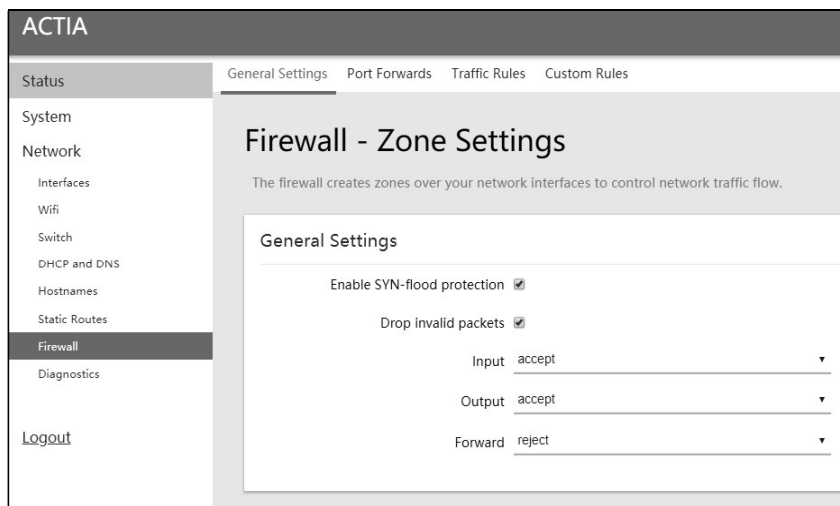 ACTIA
Status
System
Network
Interfaces
Wifi
Switch
DHCP and DNS
Hostnames
Static Routes
Firewall
Diagnostics
Logout
General Settings Port Forwards Traffic Rules Custom Rules
Firewall - Zone Settings
The firewall creates zones over your network interfaces to control network traffic flow.
General Settings
Enable SYN-flood protection
Drop invalid packets
Input accept
Output accept
Forward reject